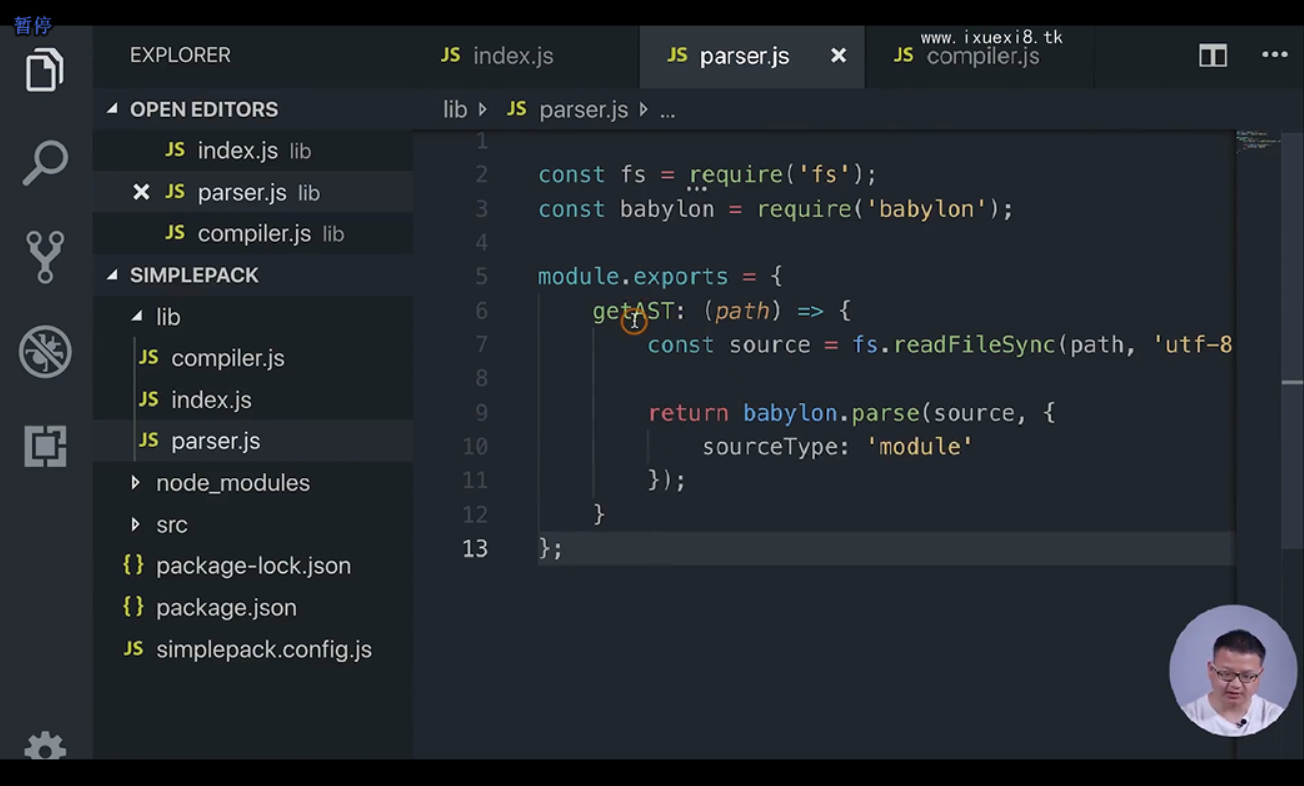 暂停
www.ixuexi8.tk
EXPLORER
JS index.js
JS parser.js
JS compiler.js
OPEN EDITORS
JS index.js lib
JS parser.js lib
JS compiler.js lib
SIMPLEPACK
lib
JS compiler.js
JS index.js
JS parser.js
node_modules
src
{} package-lock.json
{} package.json
JS simplepack.config.js
lib JS parser.js ...
1
2 const fs = require('fs');
3 const babylon = require('babylon');
4
5 module.exports = {
6 getAST: (path) => {
7 const source = fs.readFileSync(path, 'utf-8
8
9 return babylon.parse(source, {
10 sourceType: 'module'
11 });
12 }
13 };